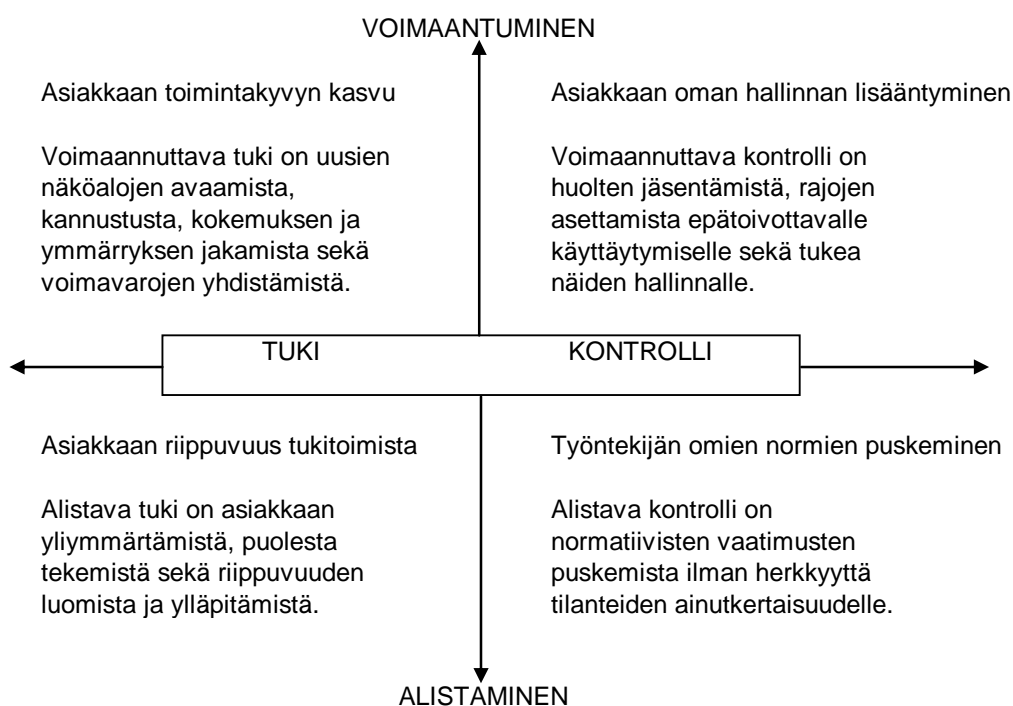 VOIMAANTUMINEN
Asiakkaan toimintakyvyn kasvu
Voimaannuttava tuki on uusien
näköalojen avaamista,
kannustusta, kokemuksen ja
ymmärryksen jakamista sekä
voimavarojen yhdistämistä.
Asiakkaan oman hallinnan lisääntyminen
Voimaannuttava kontrolli on
huolten jäsentämistä, rajojen
asettamista epätoivottavalle
käyttäytymiselle sekä tukea
näiden hallinnalle.
TUKI
KONTROLLI
Asiakkaan riippuvuus tukitoimista
Alistava tuki on asiakkaan
yliymmärtämistä, puolesta
tekemistä sekä riippuvuuden
luomista ja ylläpitämistä.
Työntekijän omien normien puskeminen
Alistava kontrolli on
normatiivisten vaatimusten
puskemista ilman herkkyyttä
tilanteiden ainutkertaisuudelle.
ALISTAMINEN